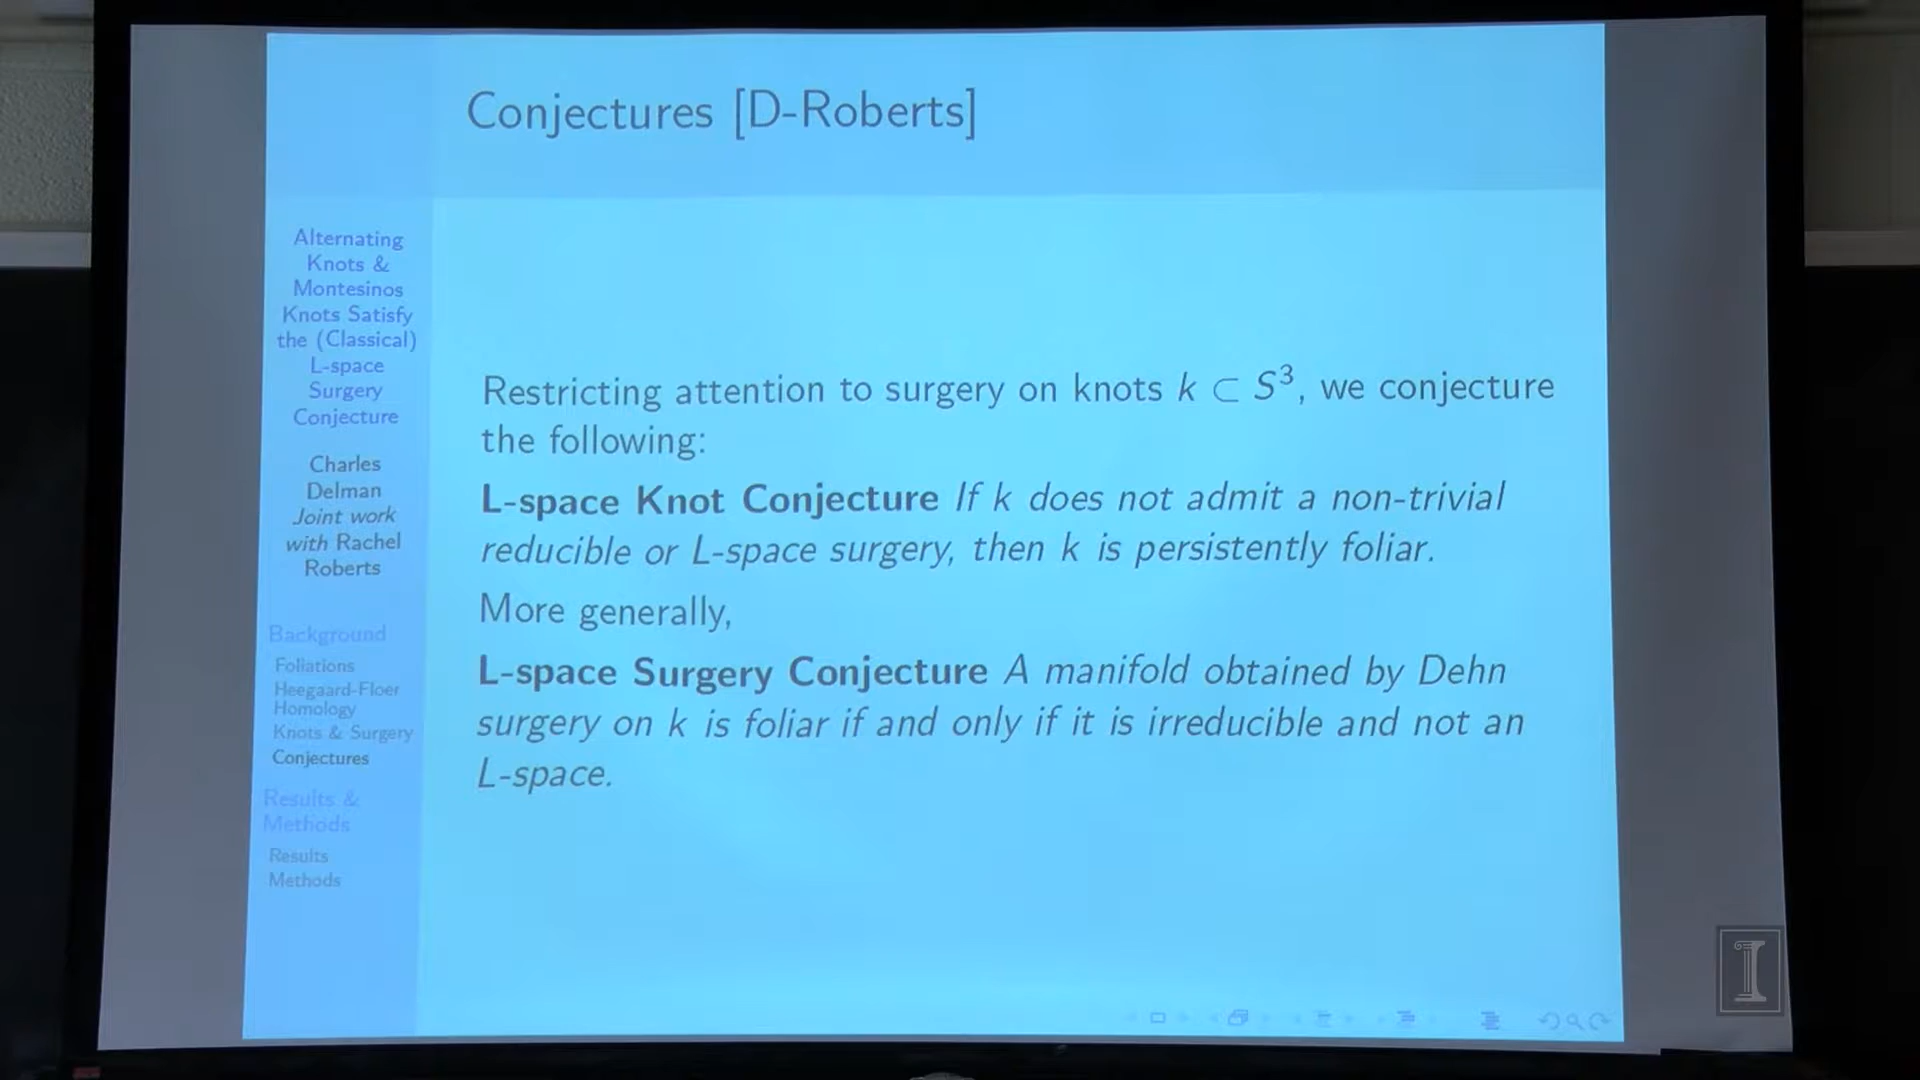 Conjectures [D-Roberts]
Alternating
Knots &
Montesinos
Knots Satisfy
the (Classical)
L-space
Surgery
Conjecture
Charles
Delman
Joint work
with Rachel
Roberts
Background
Foliations
Heegaard-Floer
Homology
Knots & Surgery
Conjectures
Results &
Methods
Results
Methods
Restricting attention to surgery on knots k ⊂ S³, we conjecture
the following:
L-space Knot Conjecture If k does not admit a non-trivial
reducible or L-space surgery, then k is persistently foliar.
More generally,
L-space Surgery Conjecture A manifold obtained by Dehn
surgery on k is foliar if and only if it is irreducible and not an
L-space.
I